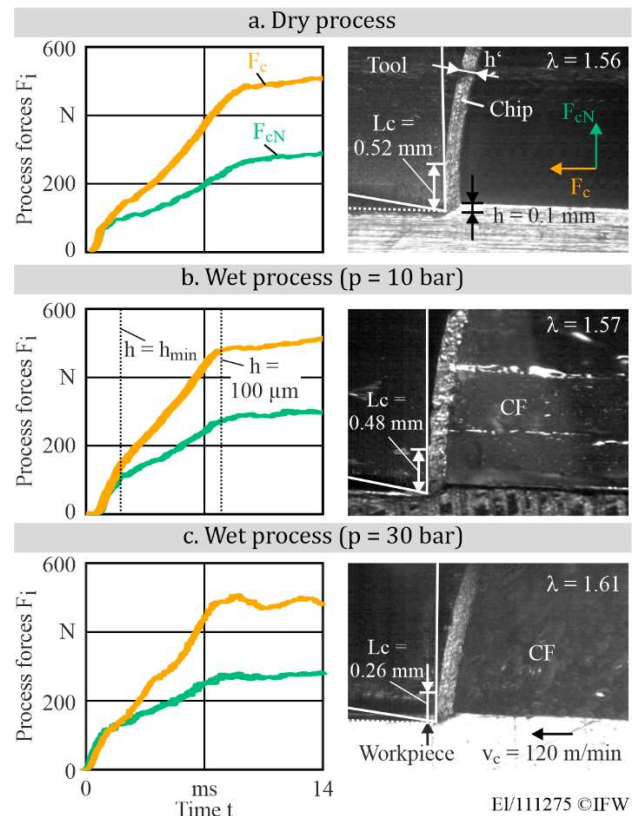 a. Dry process
600
N
200
0
Process forces Fi
Fc
FcN
Tool
h‘
λ = 1.56
Chip
Lc =
0.52 mm
FcN
Fc
h = 0.1 mm
b. Wet process (p = 10 bar)
600
N
200
0
Process forces Fi
h = hmin
h =
100 µm
λ = 1.57
Lc =
0.48 mm
CF
c. Wet process (p = 30 bar)
600
N
200
0
Process forces Fi
0
ms
14
Time t
λ = 1.61
Lc =
0.26 mm
CF
Workpiece
vc = 120 m/min
El/111275 ©IFW